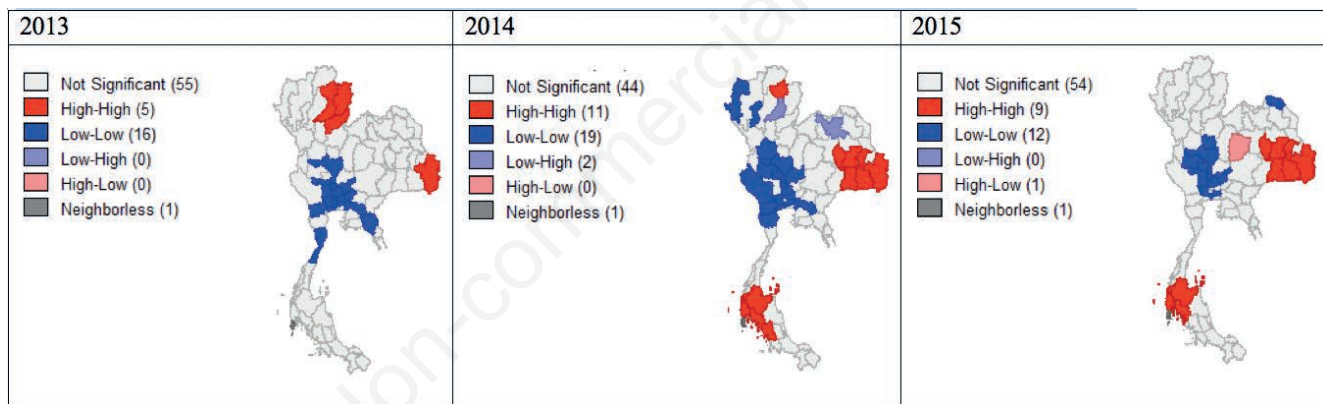 2013
Not Significant (55)
High-High (5)
Low-Low (16)
Low-High (0)
High-Low (0)
Neighborless (1)
2014
Not Significant (44)
High-High (11)
Low-Low (19)
Low-High (2)
High-Low (0)
Neighborless (1)
2015
Not Significant (54)
High-High (9)
Low-Low (12)
Low-High (0)
High-Low (1)
Neighborless (1)
on-commercial